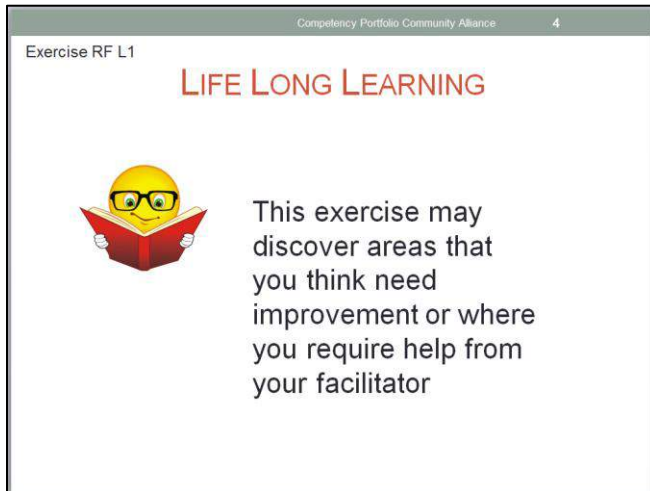 Competency Portfolio Community Alliance 4
Exercise RF L1
LIFE LONG LEARNING
This exercise may
discover areas that
you think need
improvement or where
you require help from
your facilitator